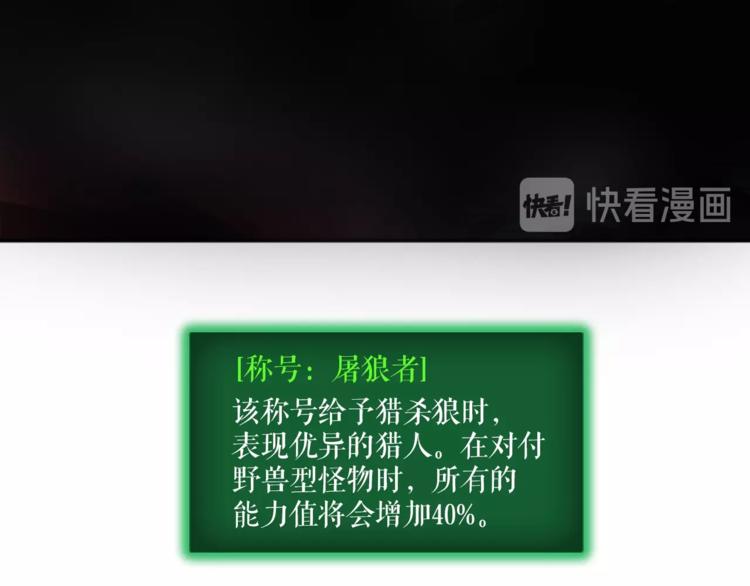 快看! 快看漫画
[称号：屠狼者]
该称号给予猎杀狼时，
表现优异的猎人。在对付
野兽型怪物时，所有的
能力值将会增加40%。